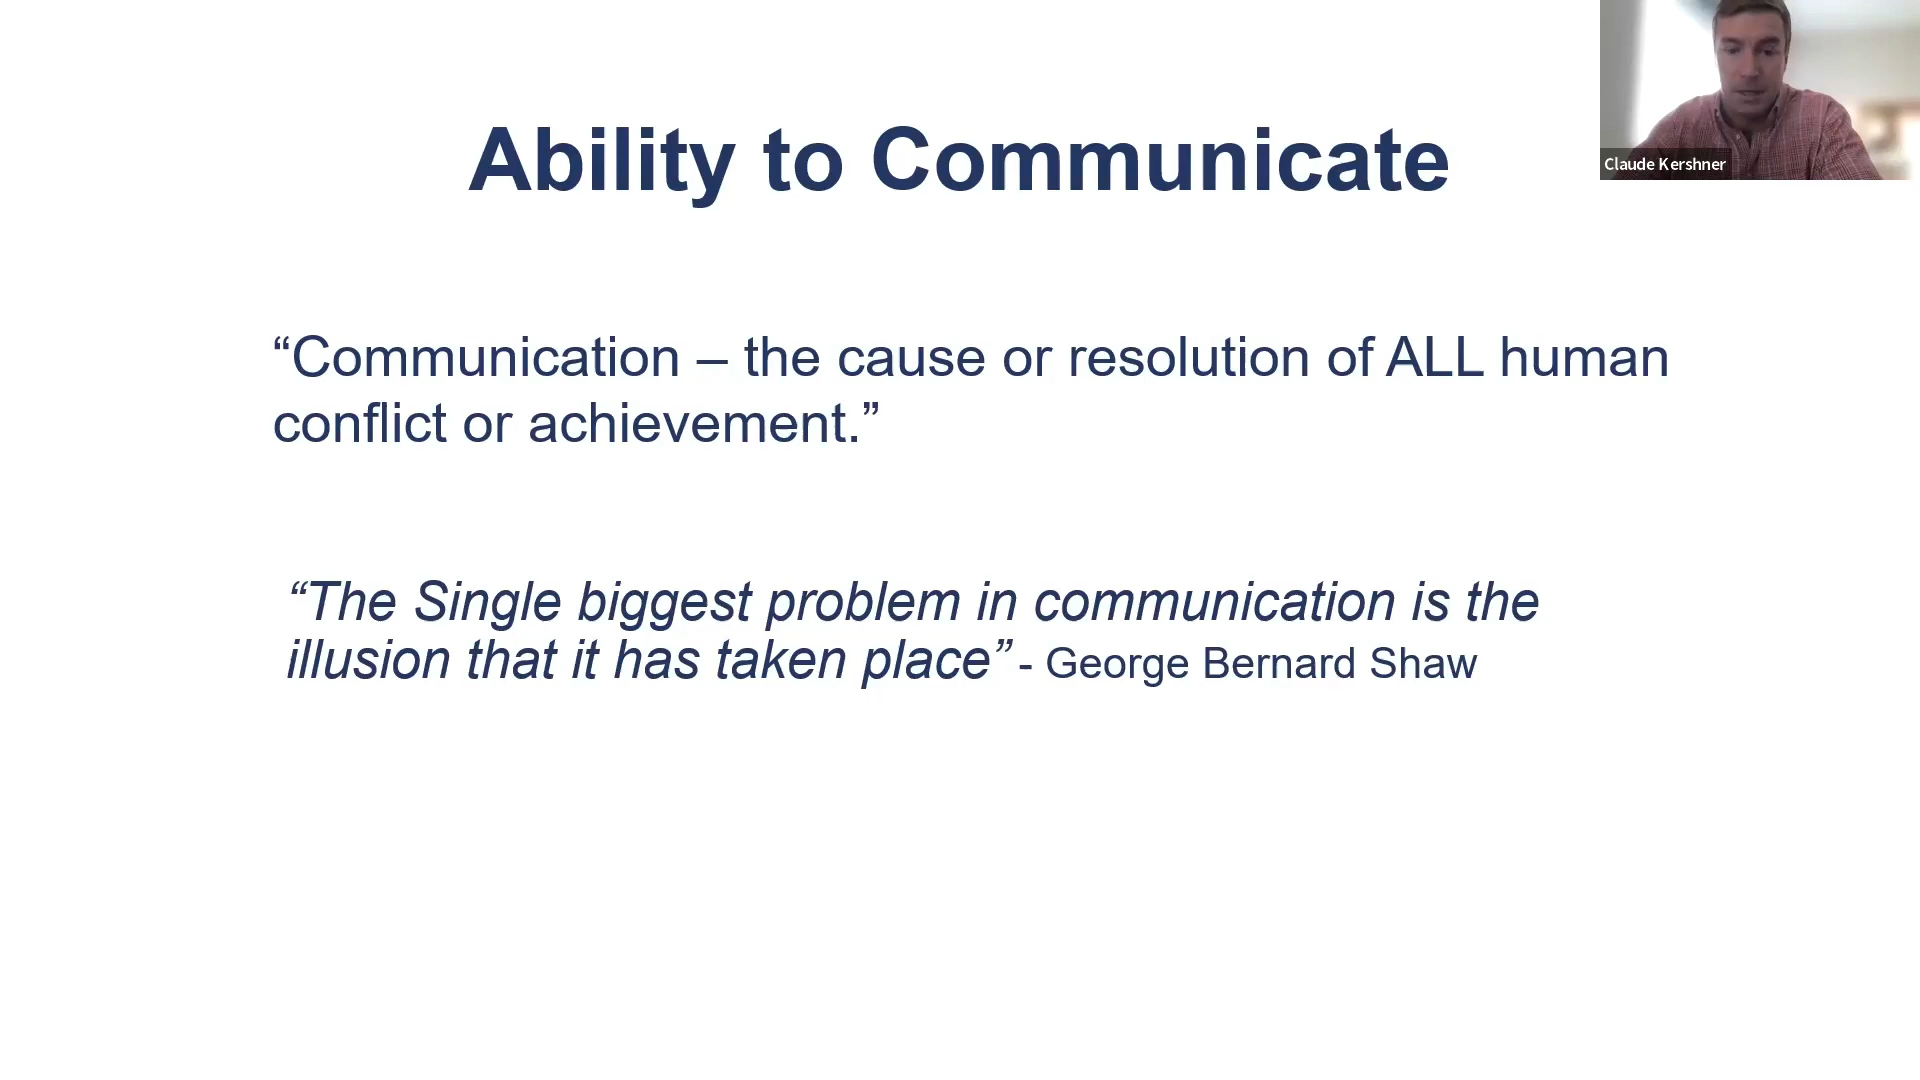 Ability to Communicate
Claude Kershner
“Communication – the cause or resolution of ALL human
conflict or achievement.”
“The Single biggest problem in communication is the
illusion that it has taken place” - George Bernard Shaw